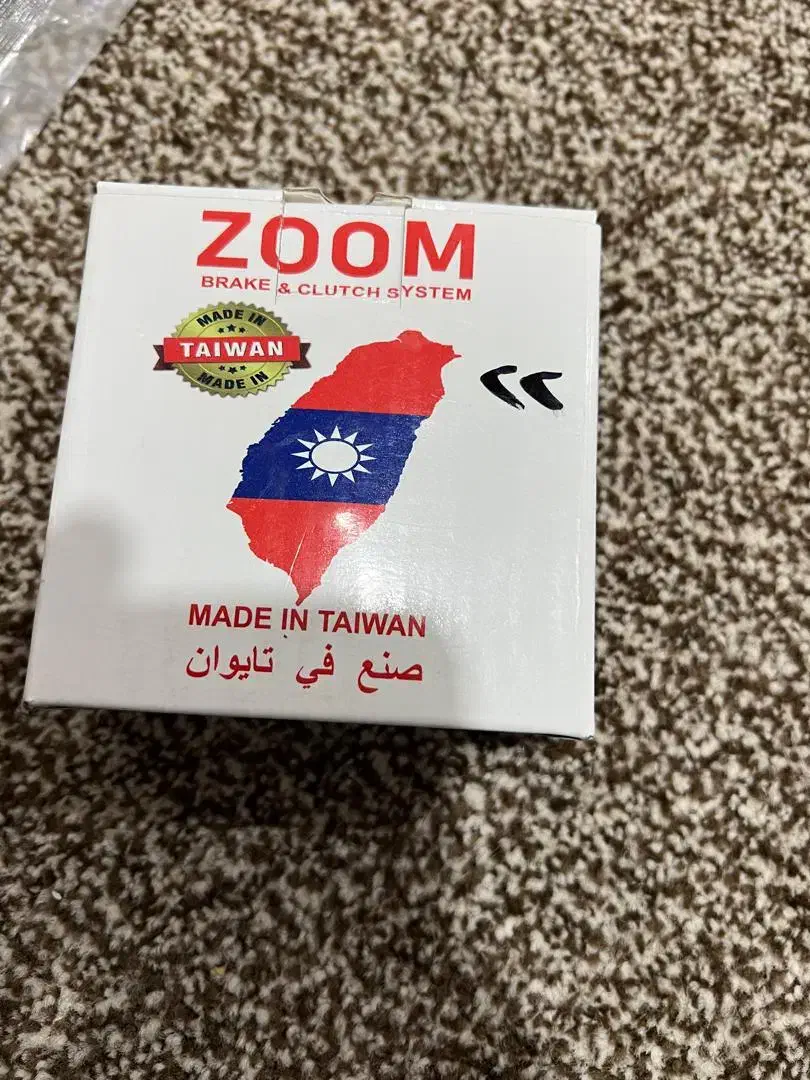 ZOOM
BRAKE & CLUTCH SYSTEM
MADE IN
TAIWAN
MADE IN
MADE IN TAIWAN
صنع في تايوان